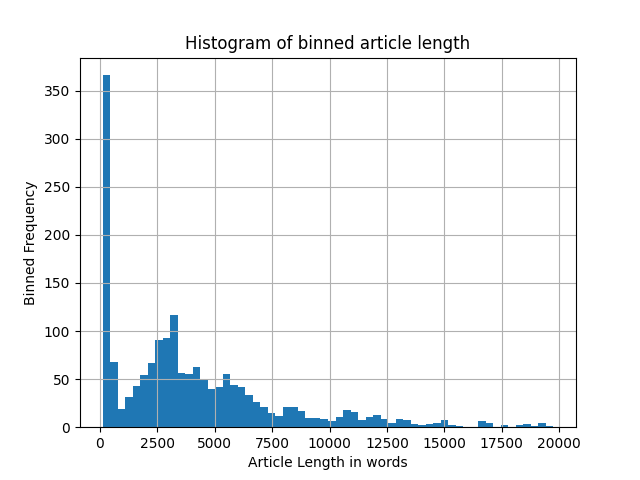 Histogram of binned article length
350
300
250
200
150
100
50
0
Binned Frequency
0 2500 5000 7500 10000 12500 15000 17500 20000
Article Length in words